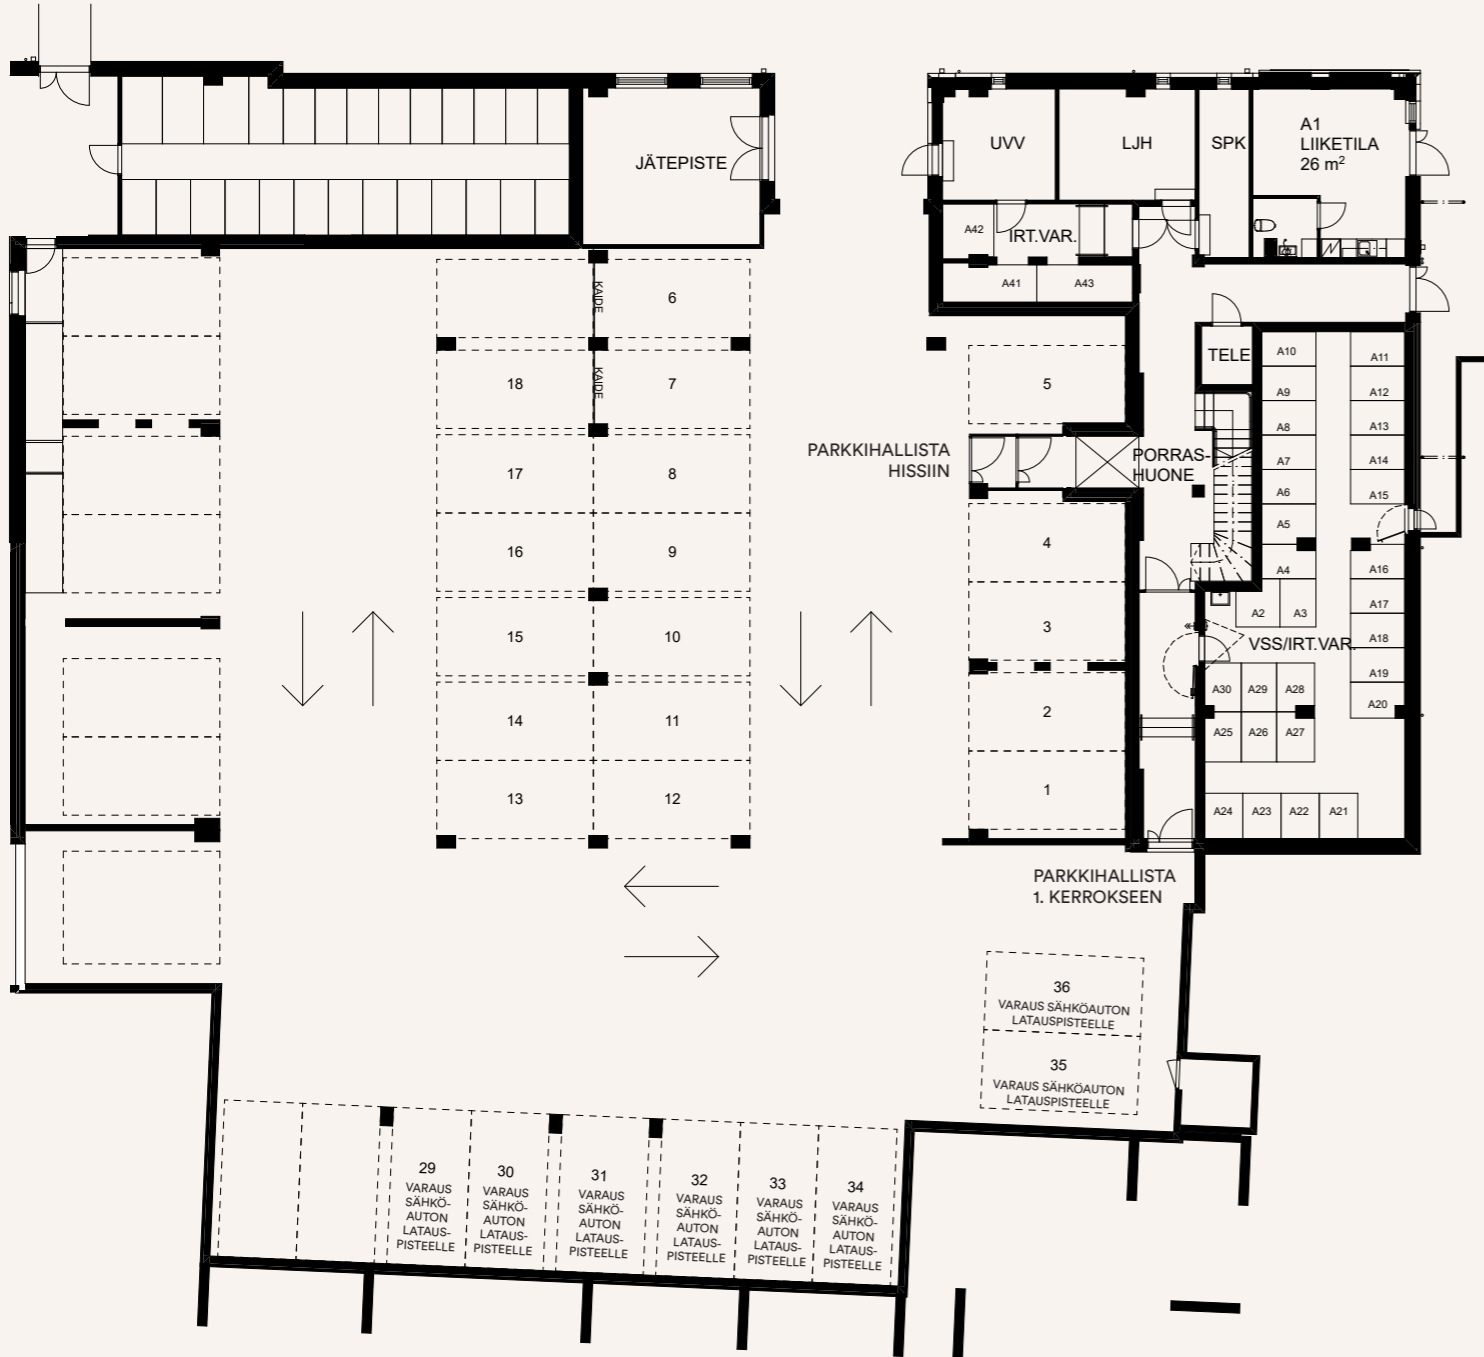 JÄTEPISTE
UVV
LJH
SPK
A1
LIIKETILA
26 m²
A42
IRT.VAR.
A41
A43
KAIDE
6
18
KAIDE
7
5
17
8
16
9
15
10
14
11
13
12
PARKKIHALLISTA
HISSIIN
4
3
2
1
TELE
PORRAS-
HUONE
A10
A9
A8
A7
A6
A5
A4
A2
A3
A11
A12
A13
A14
A15
A16
A17
A18
A19
A20
VSS/IRT.VAR.
A30
A29
A28
A25
A26
A27
A24
A23
A22
A21
PARKKIHALLISTA
1. KERROKSEEN
36
VARAUS SÄHKÖAUTON
LATAUSPISTEELLE
35
VARAUS SÄHKÖAUTON
LATAUSPISTEELLE
29
VARAUS
SÄHKÖ-
AUTON
LATAUS-
PISTEELLE
30
VARAUS
SÄHKÖ-
AUTON
LATAUS-
PISTEELLE
31
VARAUS
SÄHKÖ-
AUTON
LATAUS-
PISTEELLE
32
VARAUS
SÄHKÖ-
AUTON
LATAUS-
PISTEELLE
33
VARAUS
SÄHKÖ-
AUTON
LATAUS-
PISTEELLE
34
VARAUS
SÄHKÖ-
AUTON
LATAUS-
PISTEELLE